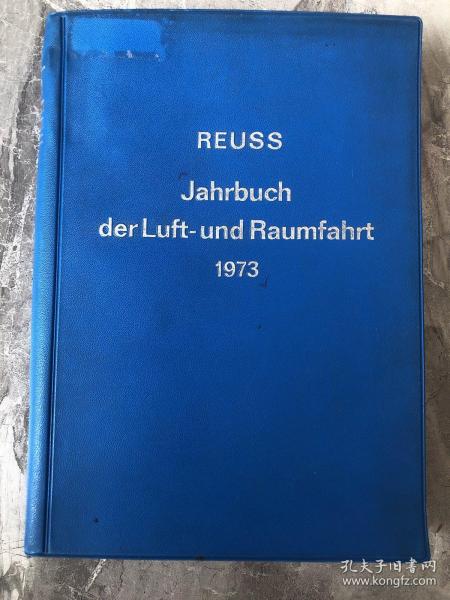 REUSS
Jahrbuch
der Luft- und Raumfahrt
1973
孔夫子旧书网
www.kongfz.com